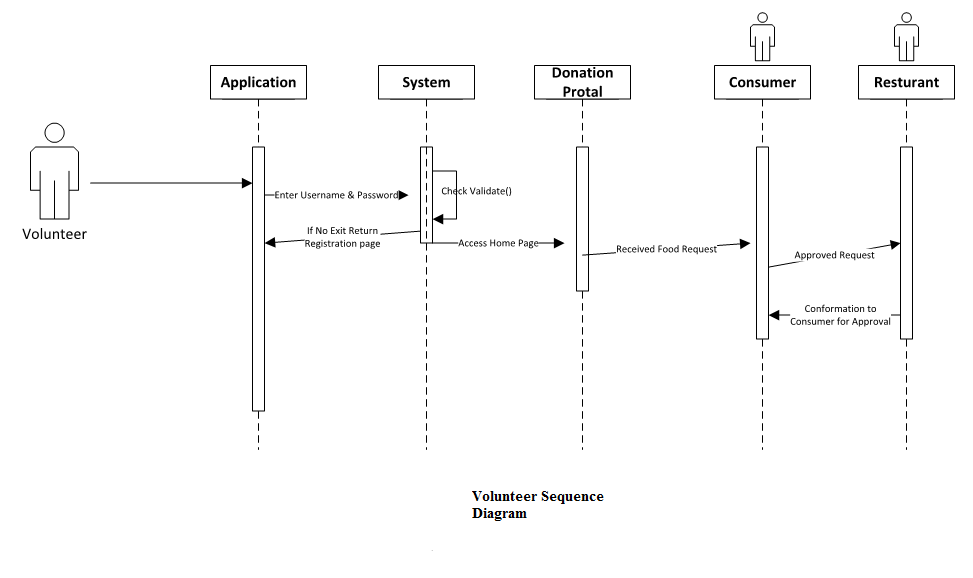 Application
System
Donation
Protal
Consumer
Resturant
Volunteer
Enter Username & Password
Check Validate()
If No Exit Return
Registration page
Access Home Page
Received Food Request
Approved Request
Conformation to
Consumer for Approval
Volunteer Sequence
Diagram